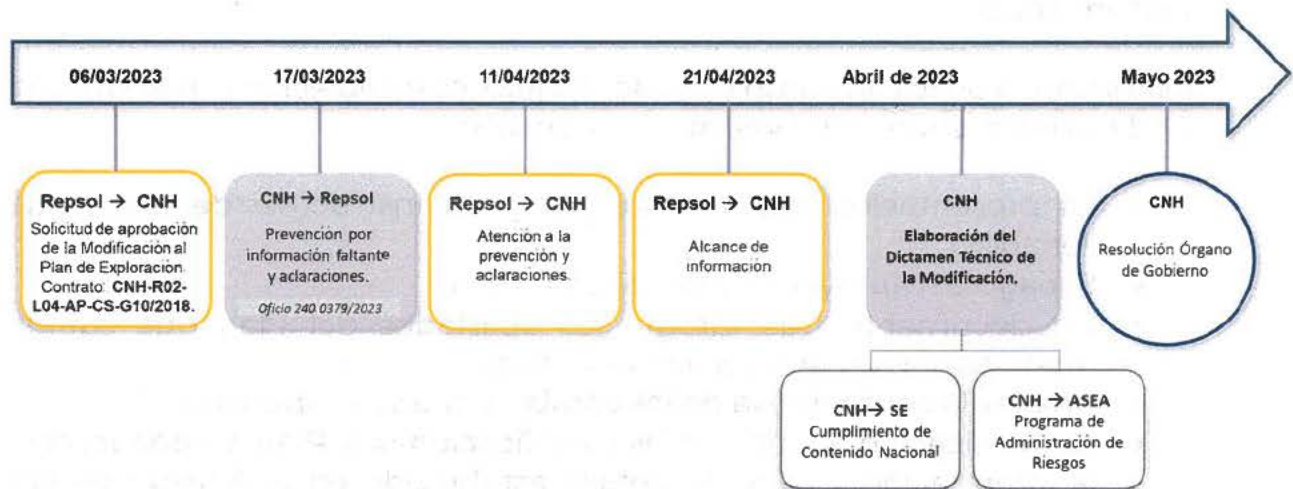 06/03/2023
17/03/2023
11/04/2023
21/04/2023
Abril de 2023
Mayo 2023
Repsol → CNH
Solicitud de aprobación
de la Modificación al
Plan de Exploración.
Contrato: CNH-R02-
L04-AP-CS-G10/2018.
CNH → Repsol
Prevención por
información faltante
y aclaraciones.
Oficio 240 0379/2023
Repsol → CNH
Atención a la
prevención y
aclaraciones.
Repsol → CNH
Alcance de
información
CNH
Elaboración del
Dictamen Técnico de
la Modificación.
CNH
Resolución Órgano
de Gobierno
CNH→ SE
Cumplimiento de
Contenido Nacional
CNH → ASEA
Programa de
Administración de
Riesgos